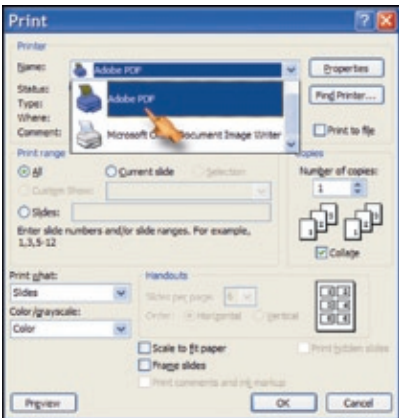 Print
Printer
Name: Adobe PDF Properties
Status: Adobe PDF Find Printer...
Type:
Where: Microsoft Document Image Writer
Comment: Print to file
Print range Copies
All Current slide Selection Number of copies:
Custom Show: 1
Slides:
Enter slide numbers and/or slide ranges. For example,
1,3,5-12
Collate
Print what: Handouts
Slides Slides per page: 6
Color/grayscale: Order: Horizontal Vertical
Color
Scale to fit paper Print hidden slides
Frame slides
Print comments and ink markup
Preview OK Cancel